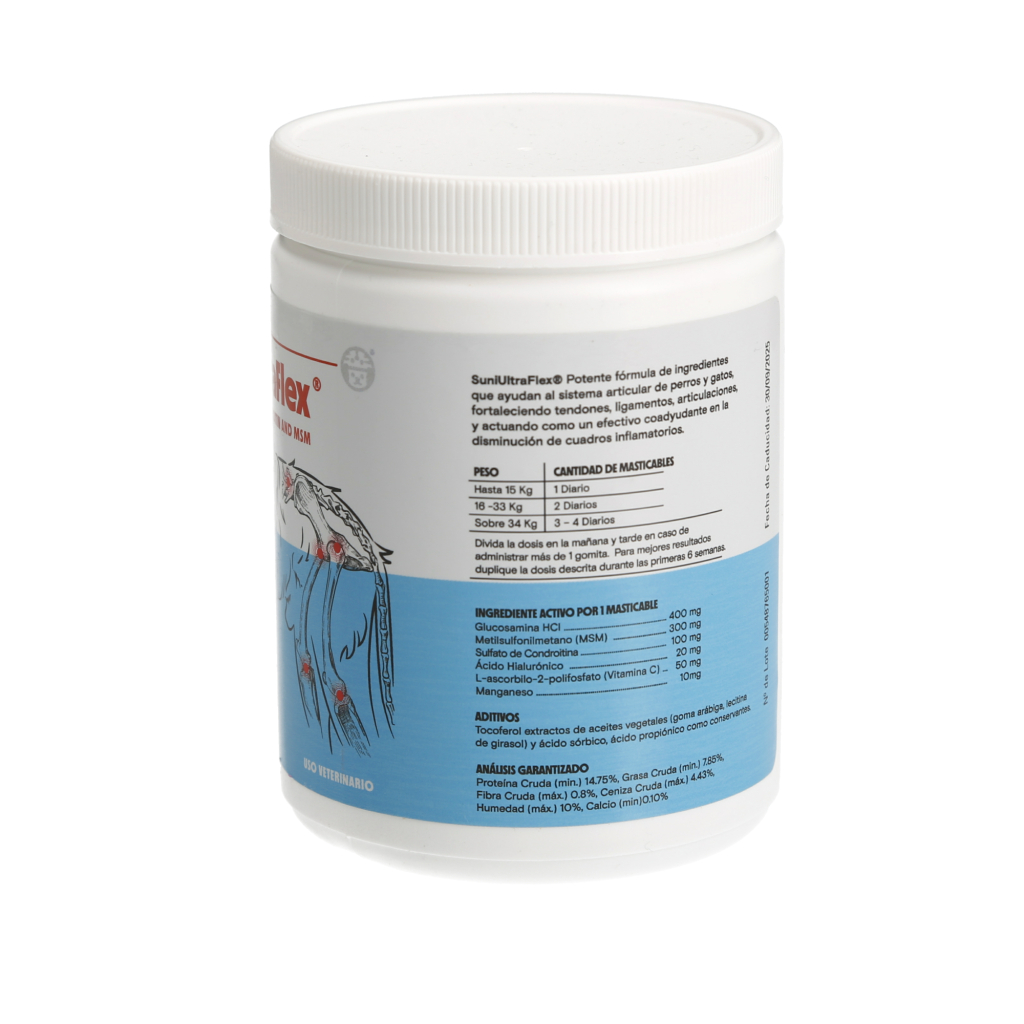 Flex®
AND MSM
USO VETERINARIO
SuniUltraFlex® Potente fórmula de ingredientes
que ayudan al sistema articular de perros y gatos,
fortaleciendo tendones, ligamentos, articulaciones,
y actuando como un efectivo coadyudante en la
disminución de cuadros inflamatorios.
PESO CANTIDAD DE MASTICABLES
Hasta 15 Kg 1 Diario
16 -33 Kg 2 Diarios
Sobre 34 Kg 3 – 4 Diarios
Divida la dosis en la mañana y tarde en caso de
administrar más de 1 gomita. Para mejores resultados
duplique la dosis descrita durante las primeras 6 semanas.
INGREDIENTE ACTIVO POR 1 MASTICABLE
Glucosamina HCl 400 mg
Metilsulfonilmetano (MSM) 300 mg
Sulfato de Condroitina 100 mg
Ácido Hialurónico 20 mg
L-ascorbilo-2-polifosfato (Vitamina C) 50 mg
Manganeso 10mg
ADITIVOS
Tocoferol extractos de aceites vegetales (goma arábiga, lecitina
de girasol) y ácido sórbico, ácido propiónico como conservantes.
ANÁLISIS GARANTIZADO
Proteína Cruda (min.) 14.75%, Grasa Cruda (min.) 7.85%,
Fibra Cruda (máx.) 0.8%, Ceniza Cruda (máx.) 4.43%,
Humedad (máx.) 10%, Calcio (min)0.10%
Fecha de Caducidad: 30/09/2025
N° de Lote 00548765001